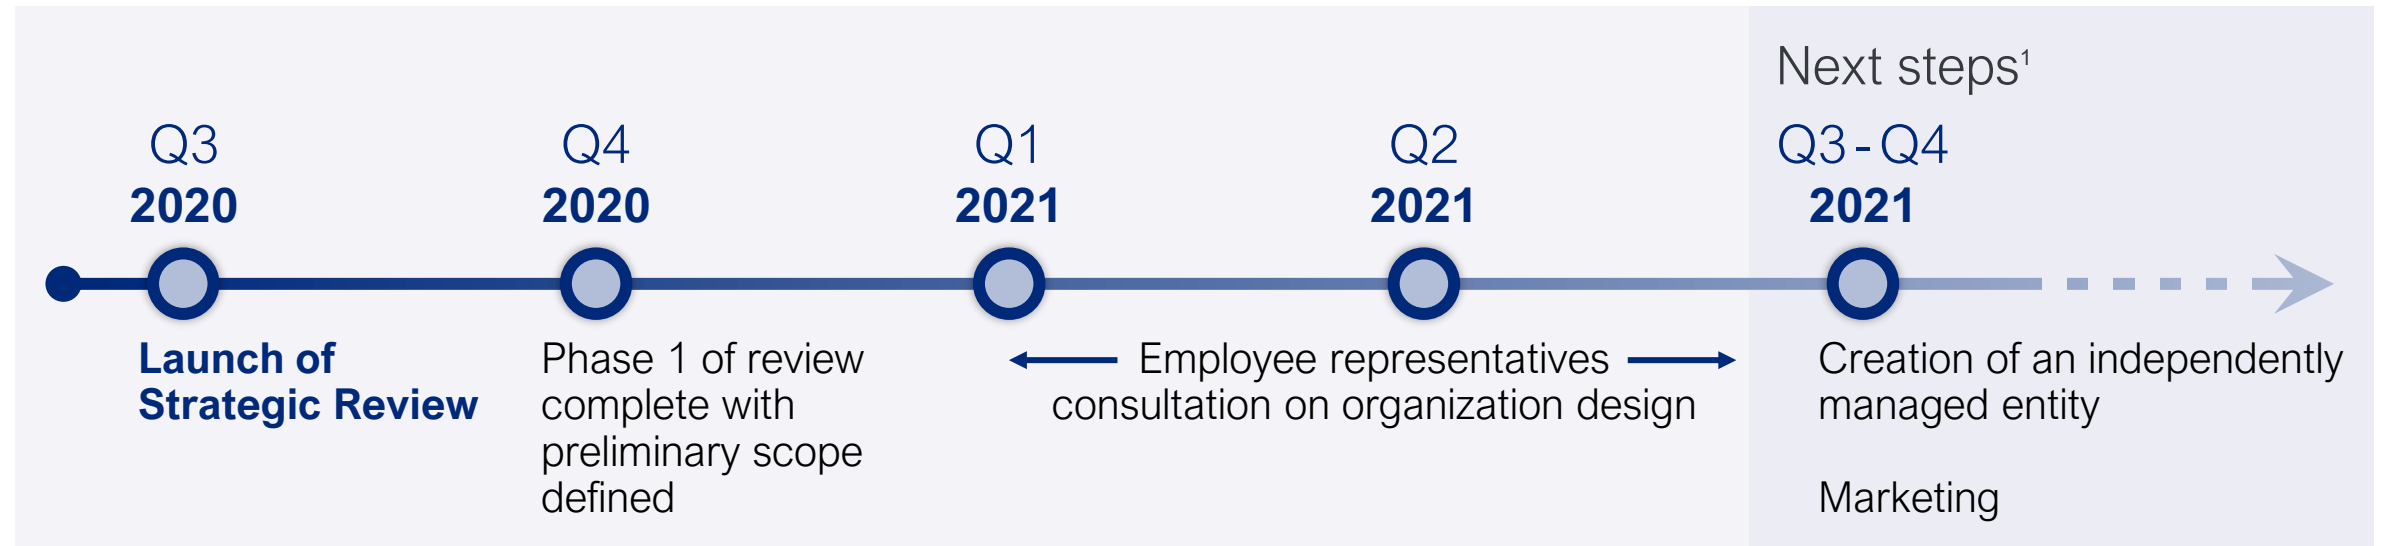 Next steps¹
Q3
2020
Q4
2020
Q1
2021
Q2
2021
Q3 - Q4
2021
Launch of
Strategic Review
Phase 1 of review
complete with
preliminary scope
defined
Employee representatives
consultation on organization design
Creation of an independently
managed entity
Marketing